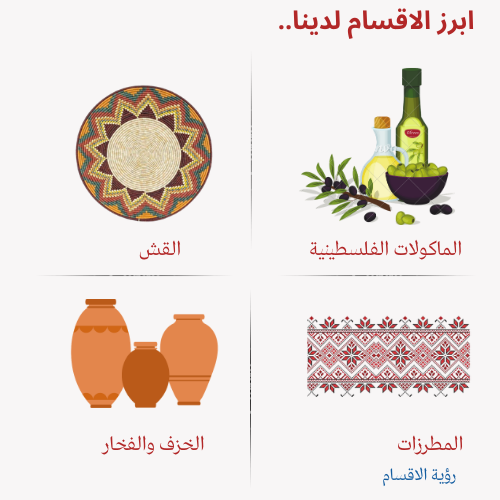 ابرز الاقسام لدينا..
الماكولات الفلسطينية
القش
المطرزات
الخزف والفخار
رؤية الاقسام